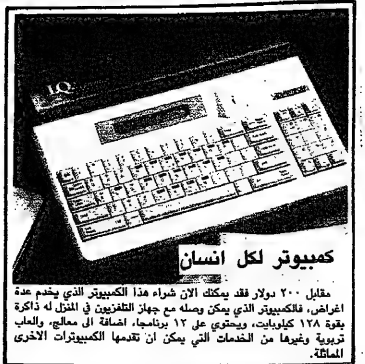 LQ
كمبيوتر لكل انسان
مقابل ٢٠٠ دولار فقد يمكنك الآن شراء هذا الكمبيوتر الذي يخدم عدة
اغراض، فالكمبيوتر الذي يمكن وصله مع جهاز التلفزيون في المنزل له ذاكرة
بقوة ١٢٨ كيلوبايت، ويحتوي على ١٢ برنامجا، اضافة الى معالج، والعاب
تربوية وغيرها من الخدمات التي يمكن ان تقدمها الكمبيوترات الاخرى
المماثلة.